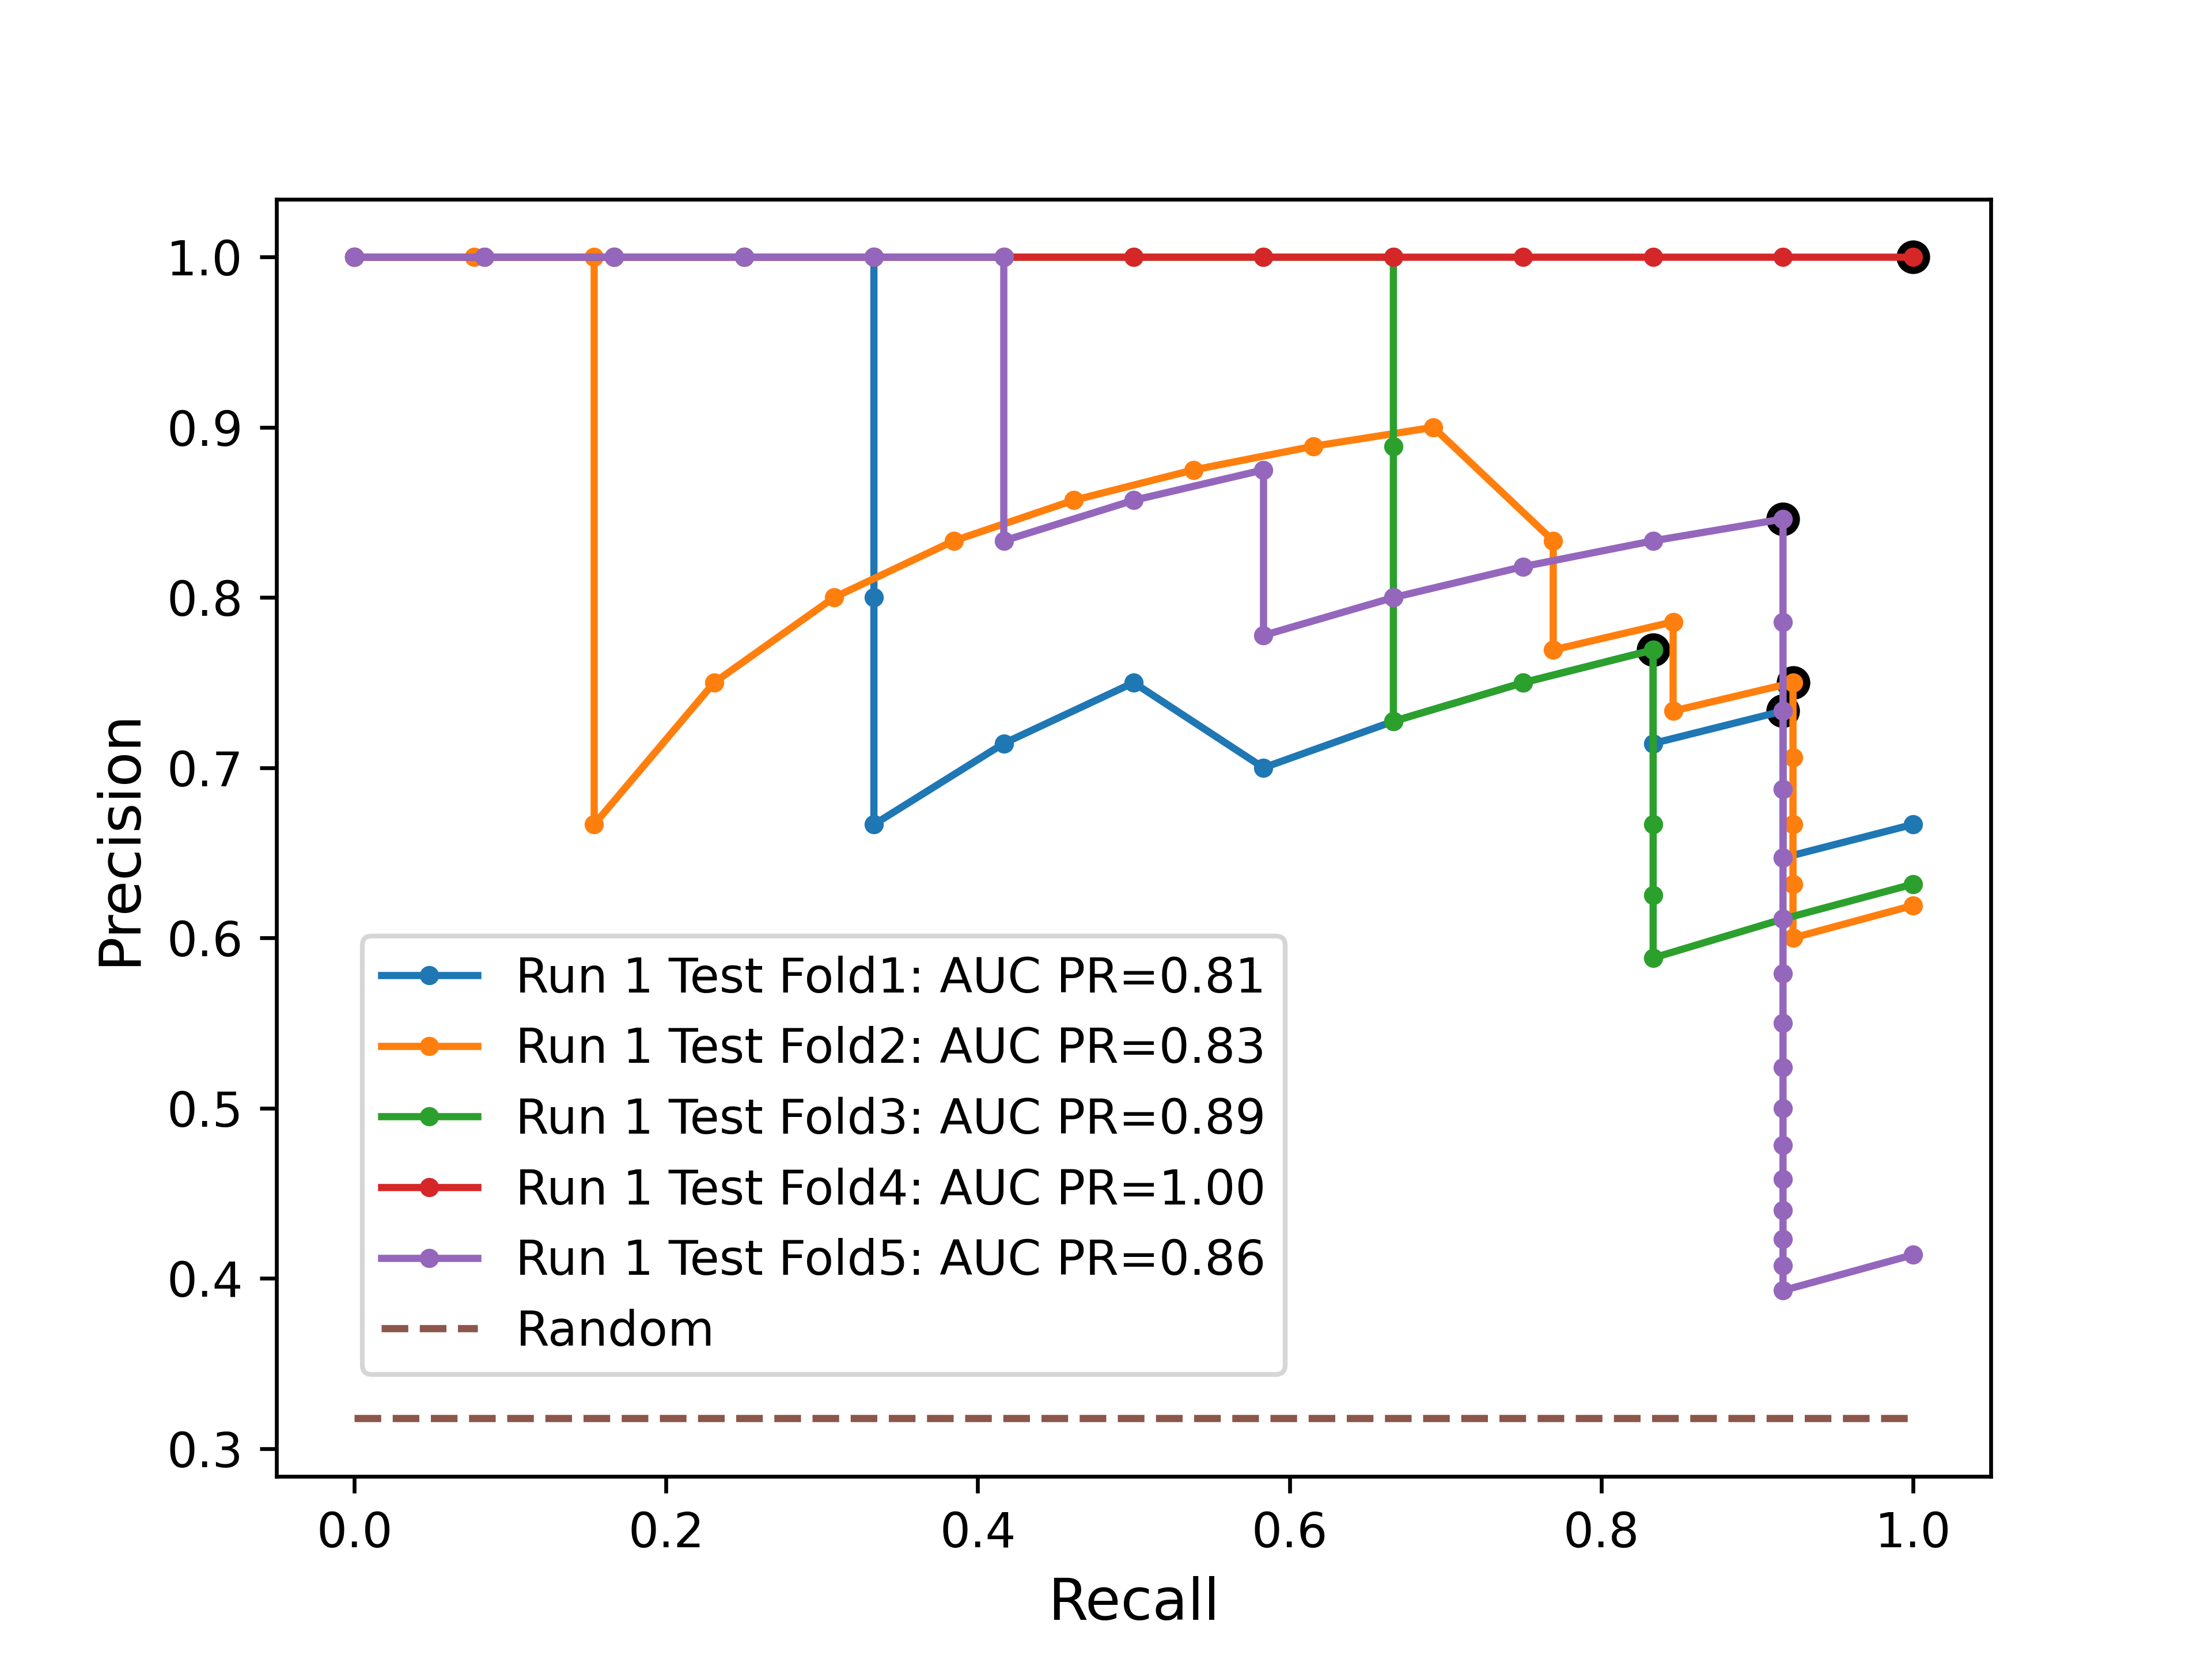 1.0
0.9
0.8
0.7
0.6
0.5
0.4
0.3
Precision
Run 1 Test Fold1: AUC PR=0.81
Run 1 Test Fold2: AUC PR=0.83
Run 1 Test Fold3: AUC PR=0.89
Run 1 Test Fold4: AUC PR=1.00
Run 1 Test Fold5: AUC PR=0.86
Random
0.0 0.2 0.4 0.6 0.8 1.0
Recall